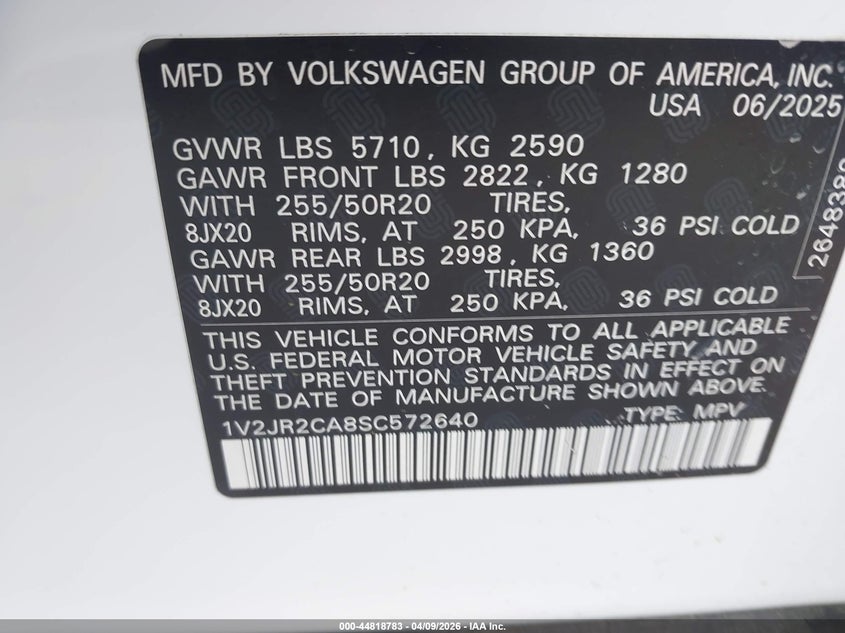 MFD BY VOLKSWAGEN GROUP OF AMERICA, INC.
USA 06/2025
GVWR LBS 5710, KG 2590
GAWR FRONT LBS 2822, KG 1280
WITH 255/50R20 TIRES,
8JX20 RIMS, AT 250 KPA, 36 PSI COLD
GAWR REAR LBS 2998, KG 1360
WITH 255/50R20 TIRES,
8JX20 RIMS, AT 250 KPA, 36 PSI COLD
THIS VEHICLE CONFORMS TO ALL APPLICABLE
U.S. FEDERAL MOTOR VEHICLE SAFETY AND
THEFT PREVENTION STANDARDS IN EFFECT ON
THE DATE OF MANUFACTURE SHOWN ABOVE.
1V2JR2CA8SC572640 TYPE: MPV
000-44818783 - 04/09/2026 - IAA Inc.